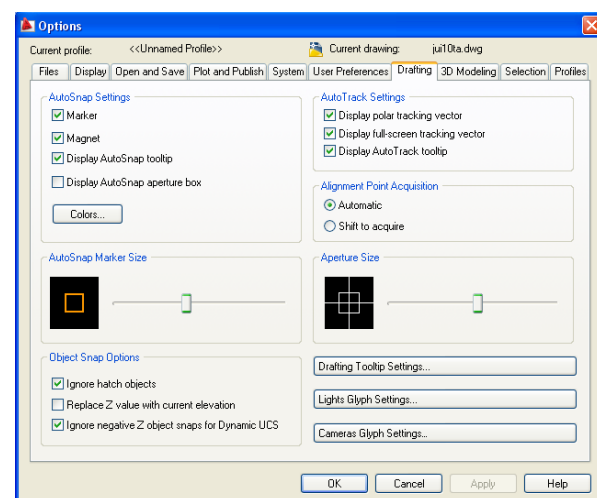 Options
Current profile: <<Unnamed Profile>> Current drawing: jui10ta.dwg
Files Display Open and Save Plot and Publish System User Preferences Drafting 3D Modeling Selection Profiles
AutoSnap Settings
Marker
Magnet
Display AutoSnap tooltip
Display AutoSnap aperture box
Colors...
AutoTrack Settings
Display polar tracking vector
Display full-screen tracking vector
Display AutoTrack tooltip
Alignment Point Acquisition
Automatic
Shift to acquire
AutoSnap Marker Size
Aperture Size
Object Snap Options
Ignore hatch objects
Replace Z value with current elevation
Ignore negative Z object snaps for Dynamic UCS
Drafting Tooltip Settings...
Lights Glyph Settings...
Cameras Glyph Settings...
OK Cancel Apply Help